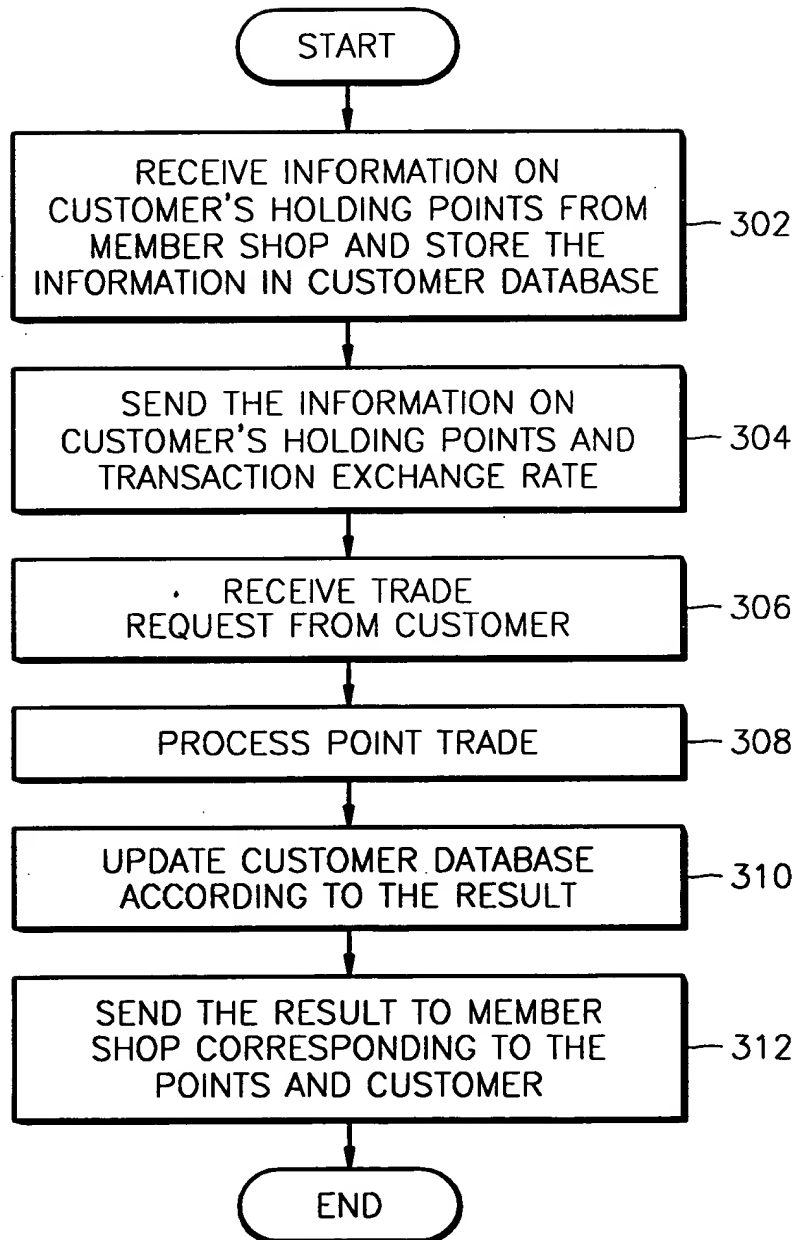 START
RECEIVE INFORMATION ON
CUSTOMER'S HOLDING POINTS FROM
MEMBER SHOP AND STORE THE
INFORMATION IN CUSTOMER DATABASE
302
SEND THE INFORMATION ON
CUSTOMER'S HOLDING POINTS AND
TRANSACTION EXCHANGE RATE
304
RECEIVE TRADE
REQUEST FROM CUSTOMER
306
PROCESS POINT TRADE
308
UPDATE CUSTOMER DATABASE
ACCORDING TO THE RESULT
310
SEND THE RESULT TO MEMBER
SHOP CORRESPONDING TO THE
POINTS AND CUSTOMER
312
END